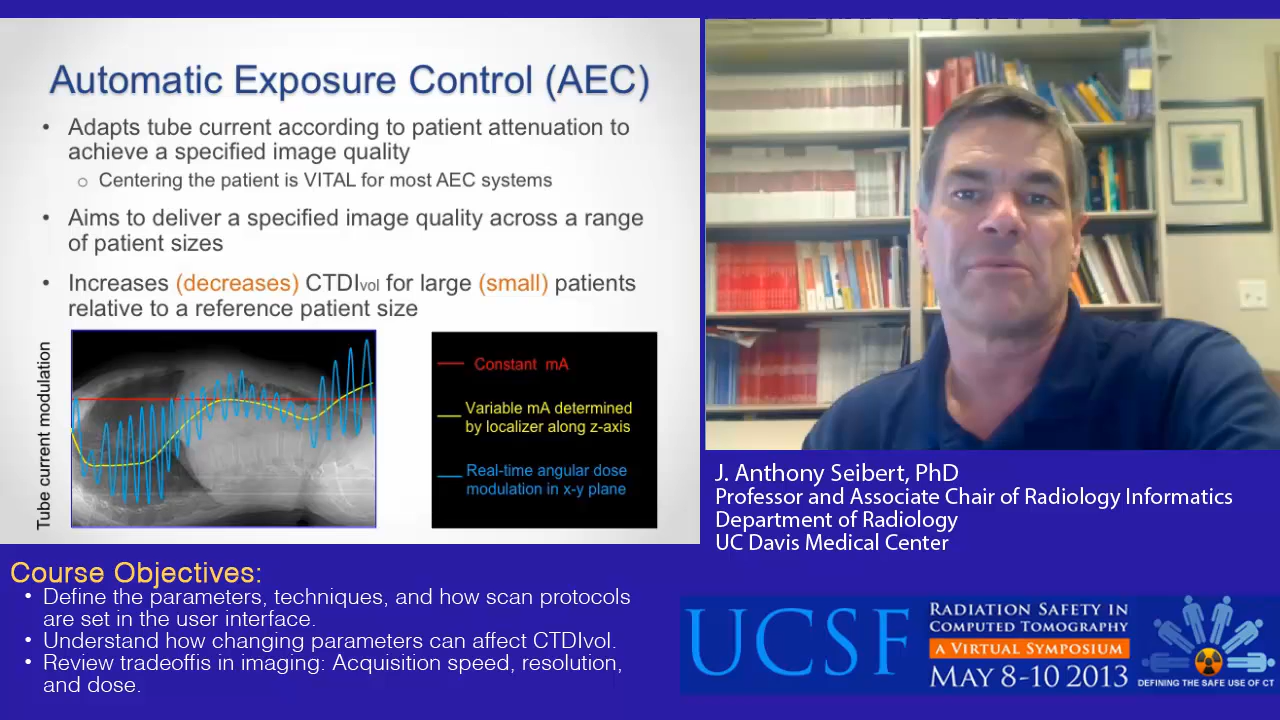 Automatic Exposure Control (AEC)
• Adapts tube current according to patient attenuation to
achieve a specified image quality
○ Centering the patient is VITAL for most AEC systems
• Aims to deliver a specified image quality across a range
of patient sizes
• Increases (decreases) CTDIvol for large (small) patients
relative to a reference patient size
Tube current modulation
Constant mA
Variable mA determined
by localizer along z-axis
Real-time angular dose
modulation in x-y plane
J. Anthony Seibert, PhD
Professor and Associate Chair of Radiology Informatics
Department of Radiology
UC Davis Medical Center
Course Objectives:
• Define the parameters, techniques, and how scan protocols
are set in the user interface.
• Understand how changing parameters can affect CTDIvol.
• Review tradeoffis in imaging: Acquisition speed, resolution,
and dose.
UCSF
RADIATION SAFETY IN
COMPUTED TOMOGRAPHY
A VIRTUAL SYMPOSIUM
MAY 8-10 2013
DEFINING THE SAFE USE OF CT